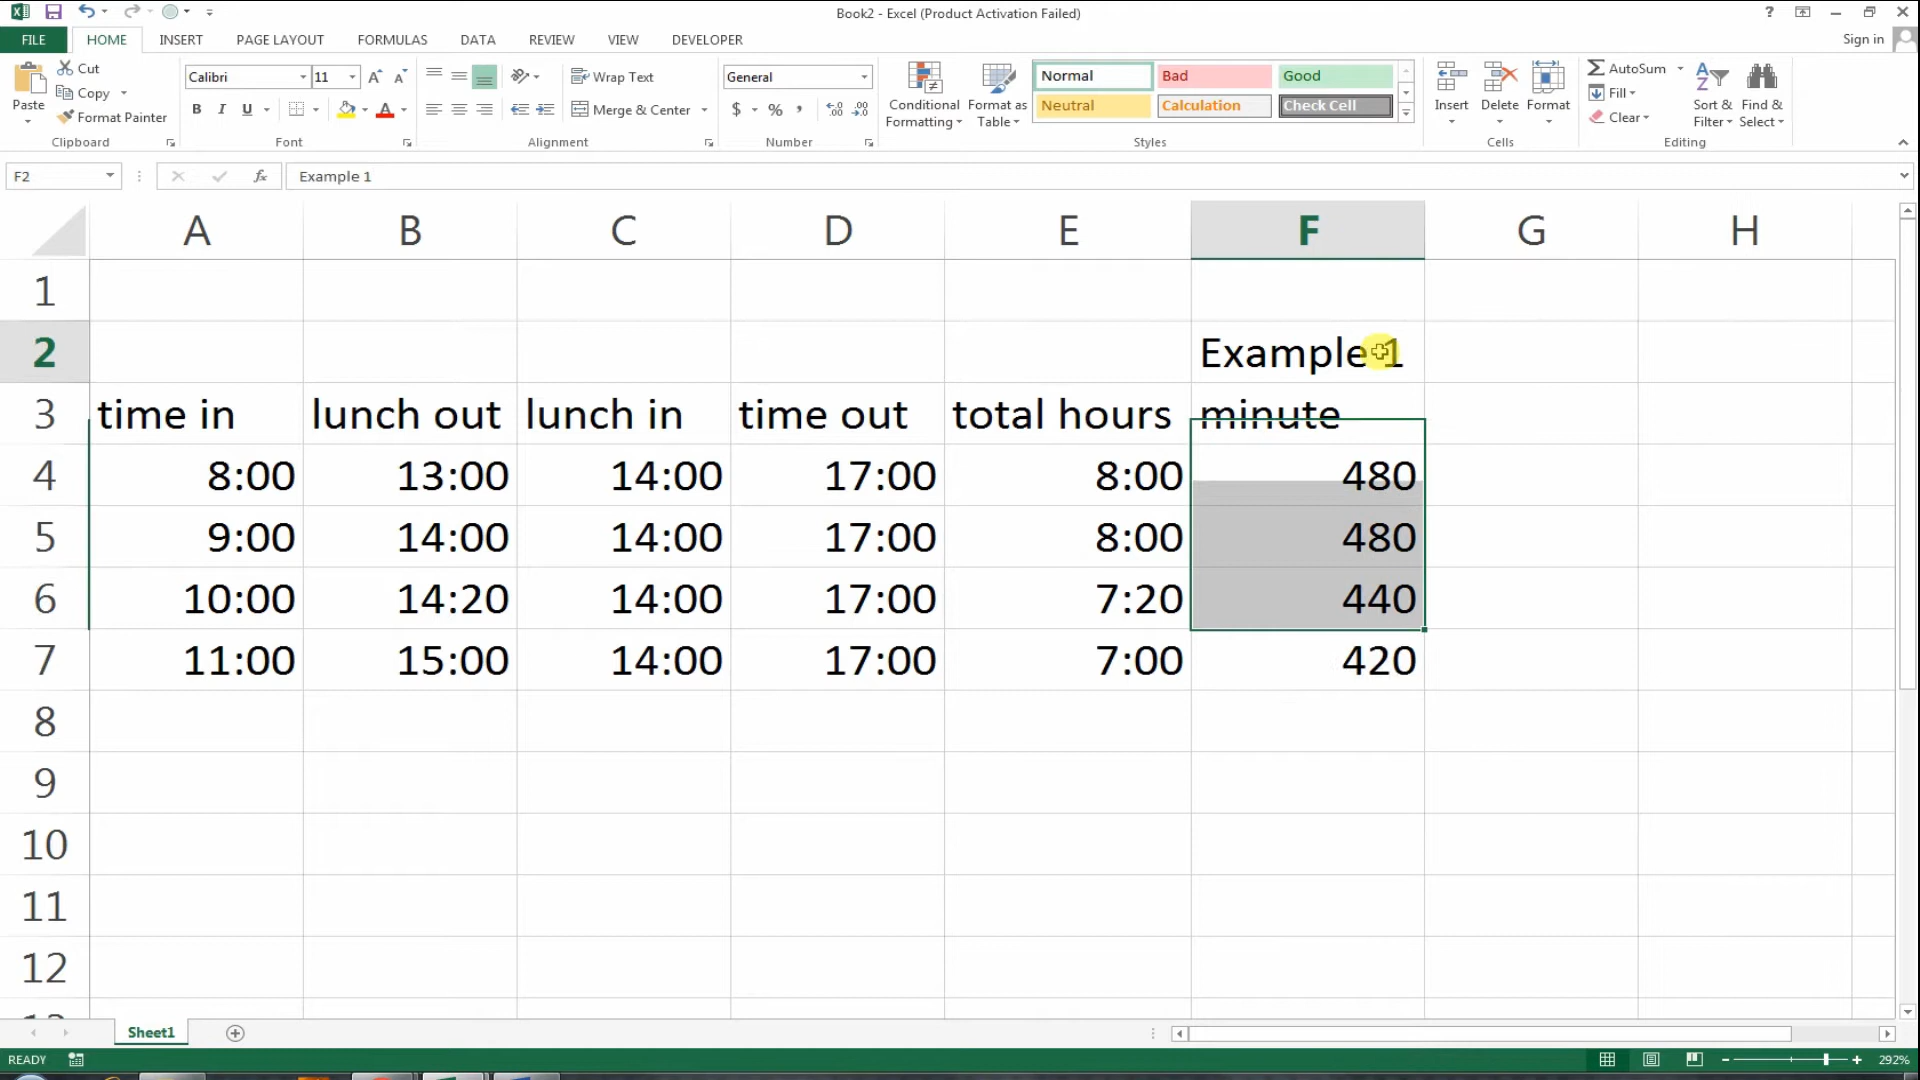 Book2 - Excel (Product Activation Failed)
?
FILE HOME INSERT PAGE LAYOUT FORMULAS DATA REVIEW VIEW DEVELOPER Sign in
Paste
Cut
Copy
Format Painter
Clipboard
Calibri 11
B I U
Font
Wrap Text
Merge & Center
Alignment
General
$ % ,
Number
Conditional Formatting
Format as Table
Normal Bad Good
Neutral Calculation Check Cell
Styles
Insert Delete Format
Cells
AutoSum
Fill
Clear
Sort & Filter
Find & Select
Editing
F2 fx Example 1
A B C D E F G H
1
2 Example 1
3 time in lunch out lunch in time out total hours minute
4 8:00 13:00 14:00 17:00 8:00 480
5 9:00 14:00 14:00 17:00 8:00 480
6 10:00 14:20 14:00 17:00 7:20 440
7 11:00 15:00 14:00 17:00 7:00 420
8
9
10
11
12
Sheet1
READY 292%